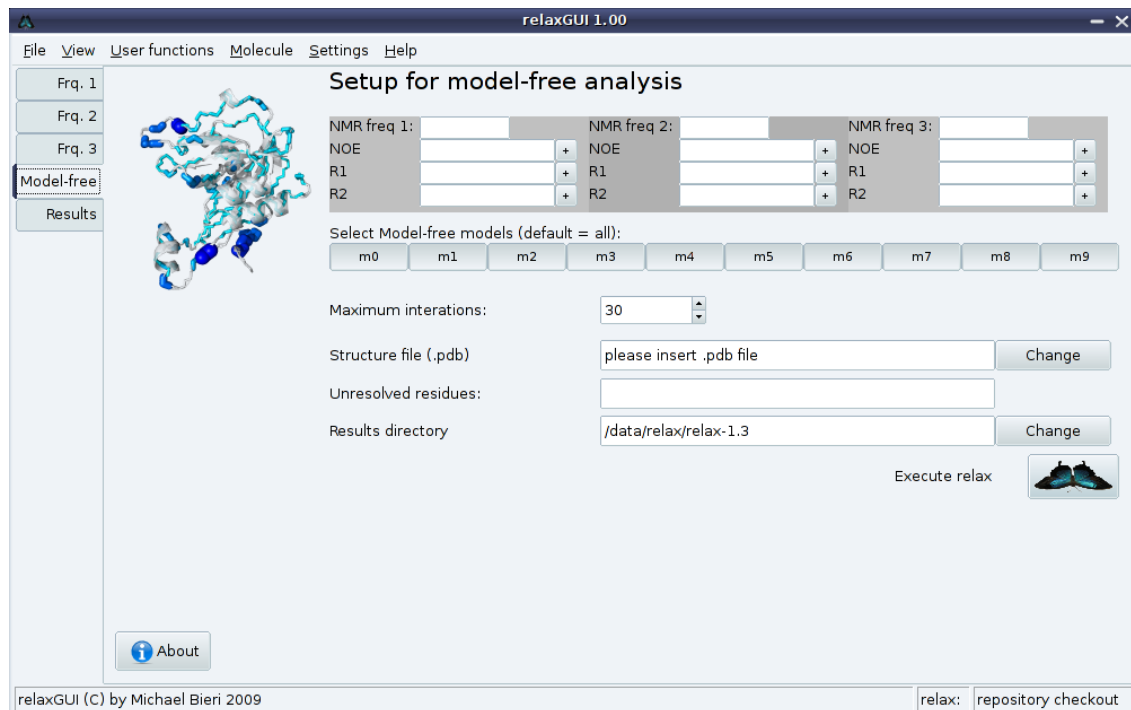 relaxGUI 1.00
File View User functions Molecule Settings Help
Frq. 1
Frq. 2
Frq. 3
Model-free
Results
Setup for model-free analysis
NMR freq 1: NMR freq 2: NMR freq 3:
NOE + NOE + NOE +
R1 + R1 + R1 +
R2 + R2 + R2 +
Select Model-free models (default = all):
m0 m1 m2 m3 m4 m5 m6 m7 m8 m9
Maximum interations: 30
Structure file (.pdb) please insert .pdb file Change
Unresolved residues:
Results directory /data/relax/relax-1.3 Change
Execute relax
i About
relaxGUI (C) by Michael Bieri 2009 relax: repository checkout